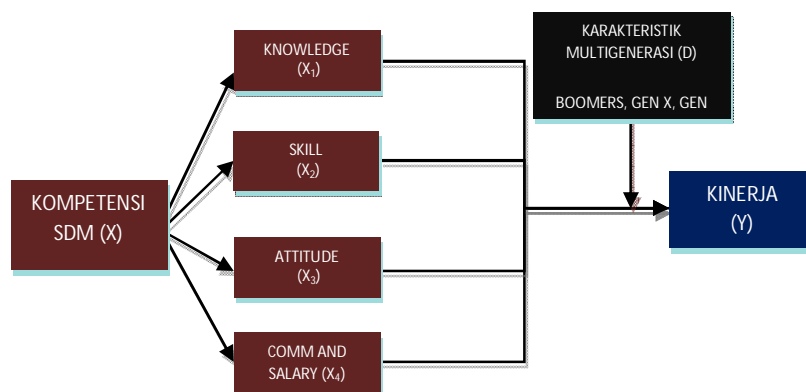 KOMPETENSI
SDM (X)
KNOWLEDGE
(X₁)
SKILL
(X₂)
ATTITUDE
(X₃)
COMM AND
SALARY (X₄)
KARAKTERISTIK
MULTIGENERASI (D)
BOOMERS, GEN X, GEN
KINERJA
(Y)